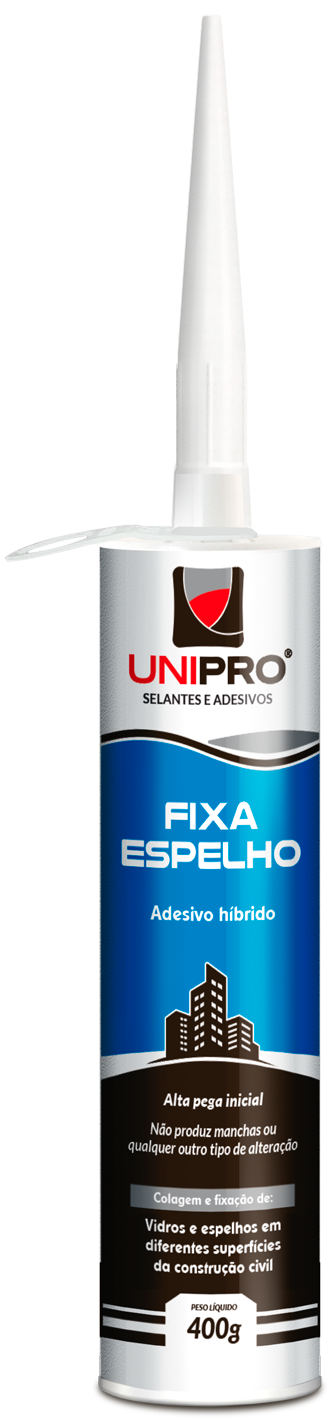 UNIPRO®
SELANTES E ADESIVOS
FIXA
ESPELHO
Adesivo híbrido
Alta pega inicial
Não produz manchas ou
qualquer outro tipo de alteração
Colagem e fixação de:
Vidros e espelhos em
diferentes superfícies
da construção civil
PESO LÍQUIDO
400g